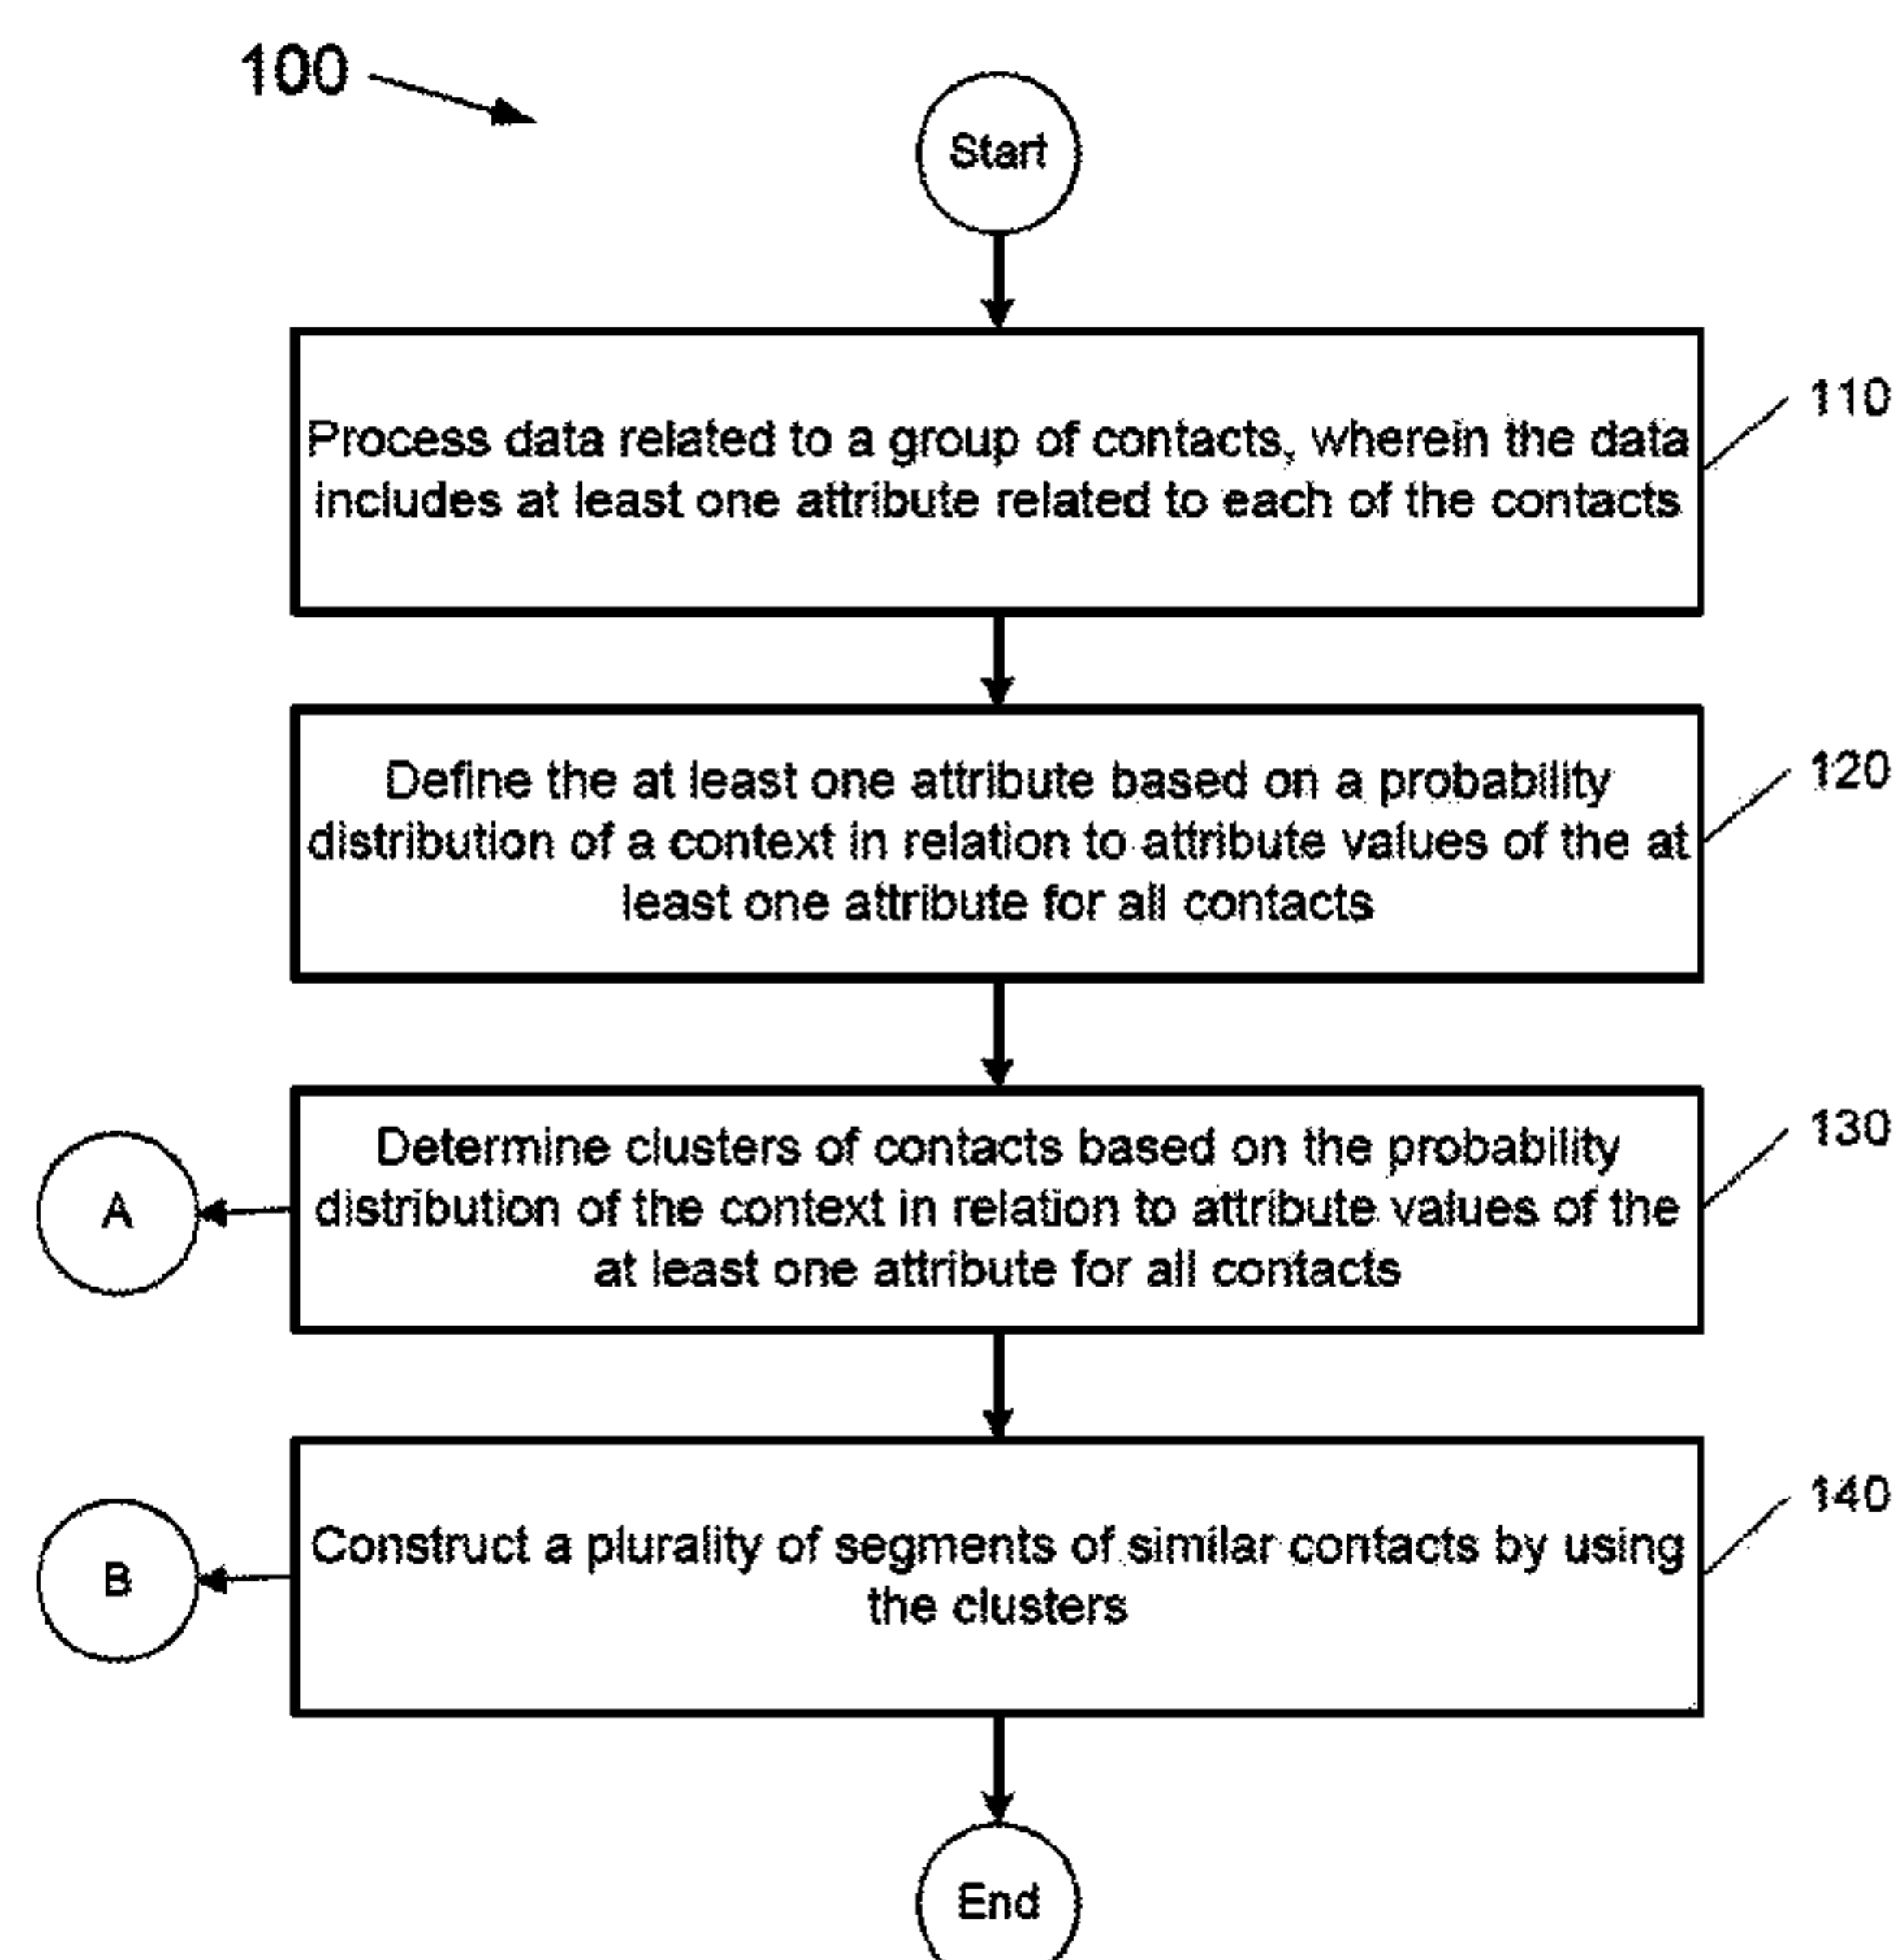 100
Start
Process data related to a group of contacts, wherein the data
includes at least one attribute related to each of the contacts
110
Define the at least one attribute based on a probability
distribution of a context in relation to attribute values of the at
least one attribute for all contacts
120
Determine clusters of contacts based on the probability
distribution of the context in relation to attribute values of the
at least one attribute for all contacts
130
A
Construct a plurality of segments of similar contacts by using
the clusters
140
B
End